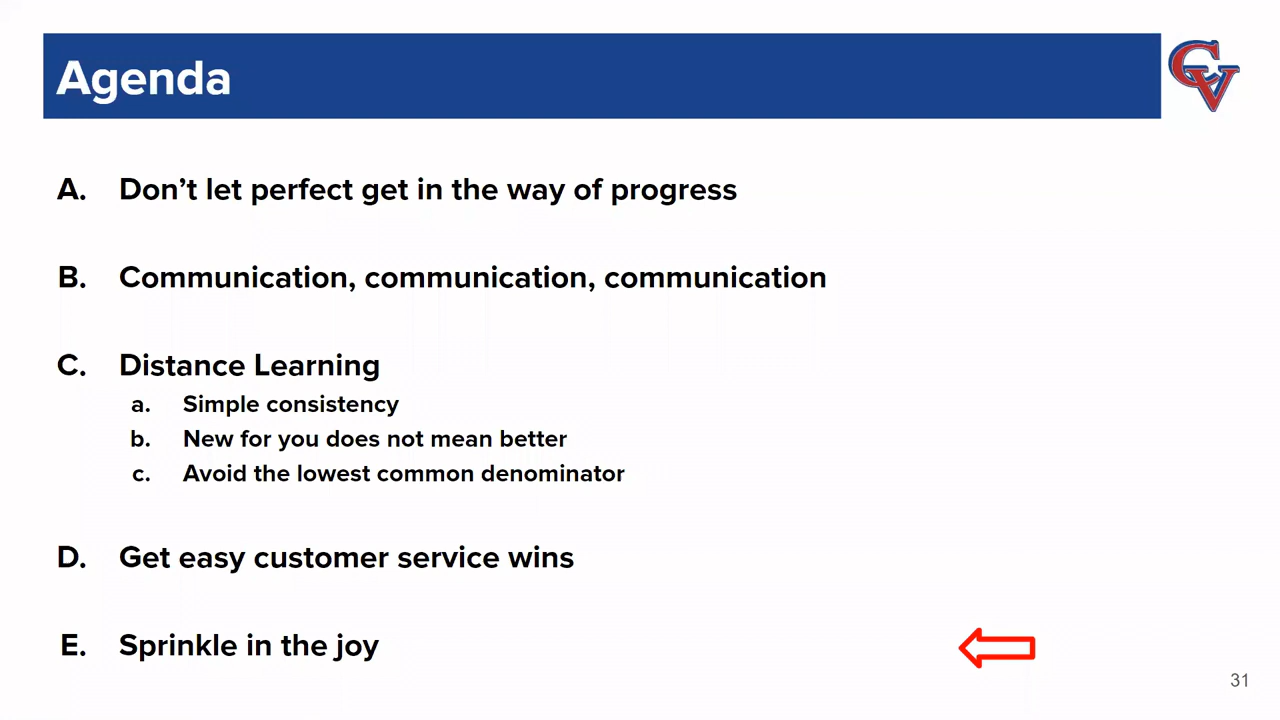 Agenda
CV
A. Don’t let perfect get in the way of progress
B. Communication, communication, communication
C. Distance Learning
a. Simple consistency
b. New for you does not mean better
c. Avoid the lowest common denominator
D. Get easy customer service wins
E. Sprinkle in the joy
31